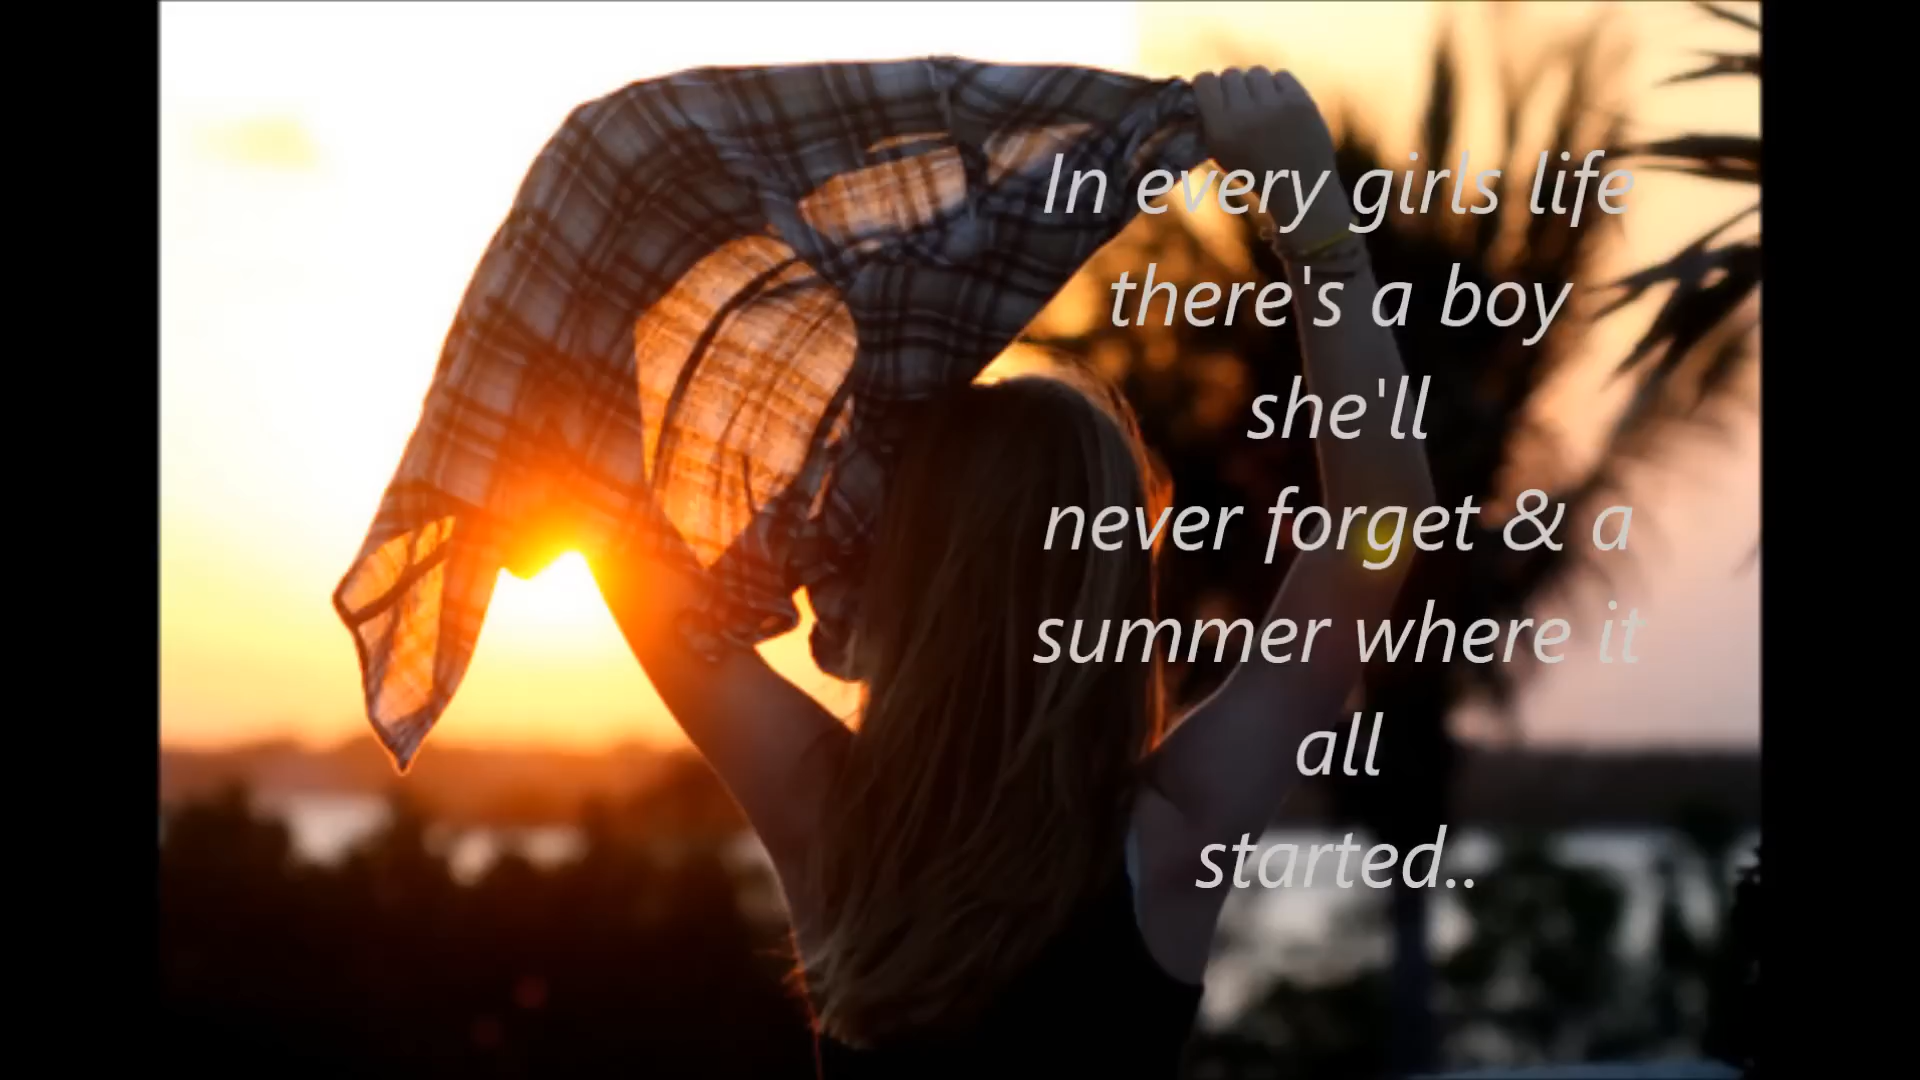 In every girls life
there's a boy
she'll
never forget & a
summer where it
all
started..